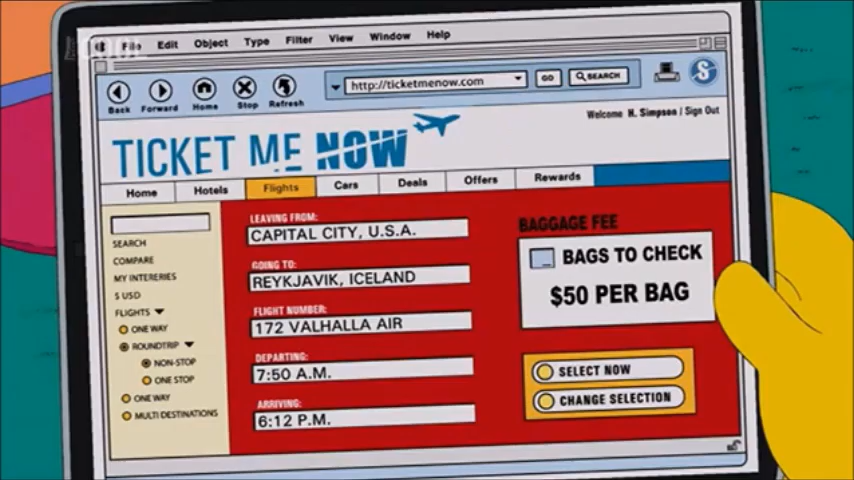 COOL
File Edit Object Type Filter View Window Help
Back Forward Home Stop Refresh
http://ticketmenow.com GO SEARCH
S
Welcome H. Simpson / Sign Out
TICKET ME NOW
Home Hotels Flights Cars Deals Offers Rewards
SEARCH
COMPARE
MY INTERERIES
$ USD
FLIGHTS
ONE WAY
ROUNDTRIP
NON-STOP
ONE STOP
ONE WAY
MULTI DESTINATIONS
LEAVING FROM:
CAPITAL CITY, U.S.A.
GOING TO:
REYKJAVIK, ICELAND
FLIGHT NUMBER:
172 VALHALLA AIR
DEPARTING:
7:50 A.M.
ARRIVING:
6:12 P.M.
BAGGAGE FEE
_ BAGS TO CHECK
$50 PER BAG
SELECT NOW
CHANGE SELECTION